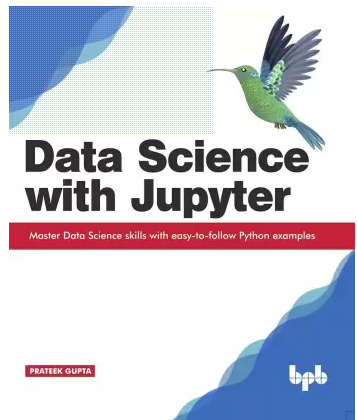 Data Science
with Jupyter
Master Data Science skills with easy-to-follow Python examples
PRATEEK GUPTA
bpb